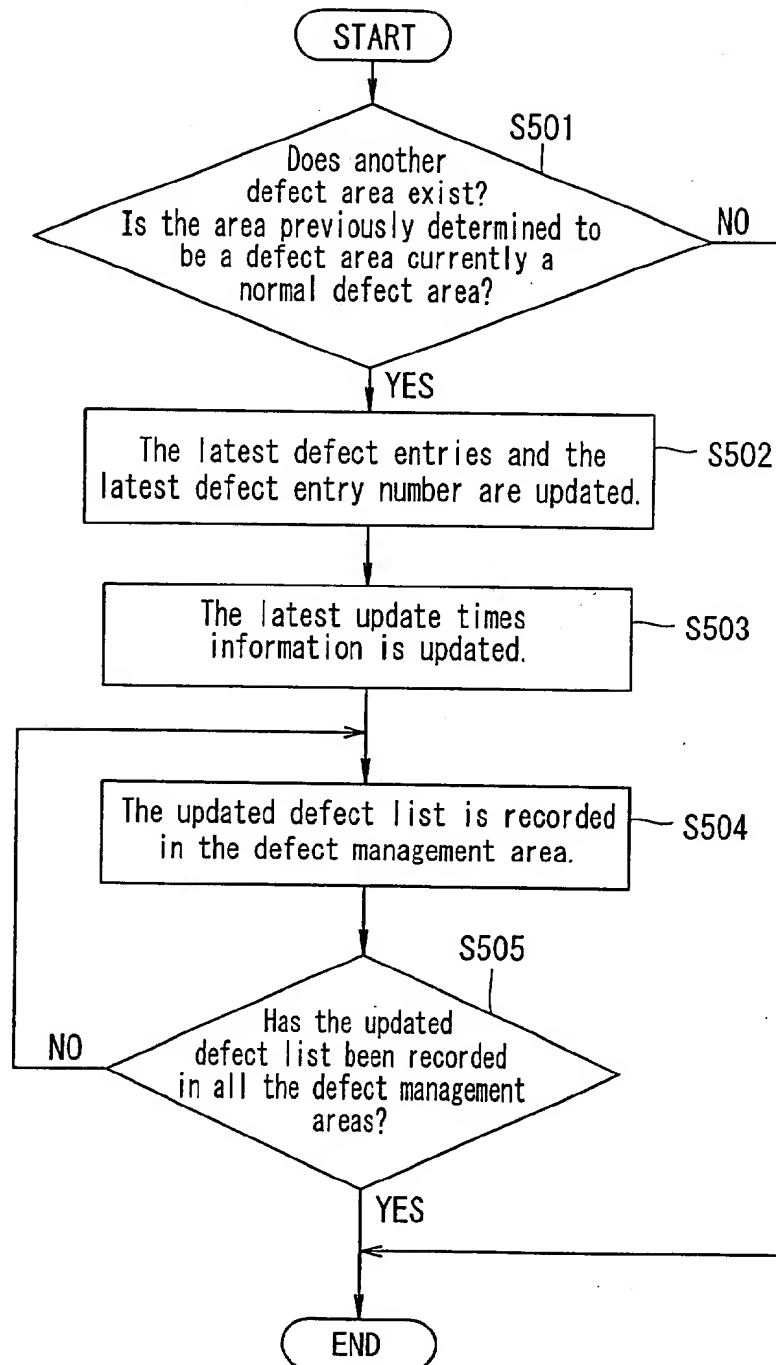 START
S501
Does another
defect area exist?
Is the area previously determined to
be a defect area currently a
normal defect area?
NO
YES
The latest defect entries and the
latest defect entry number are updated.
S502
The latest update times
information is updated.
S503
The updated defect list is recorded
in the defect management area.
S504
S505
Has the updated
defect list been recorded
in all the defect management
areas?
NO
YES
END